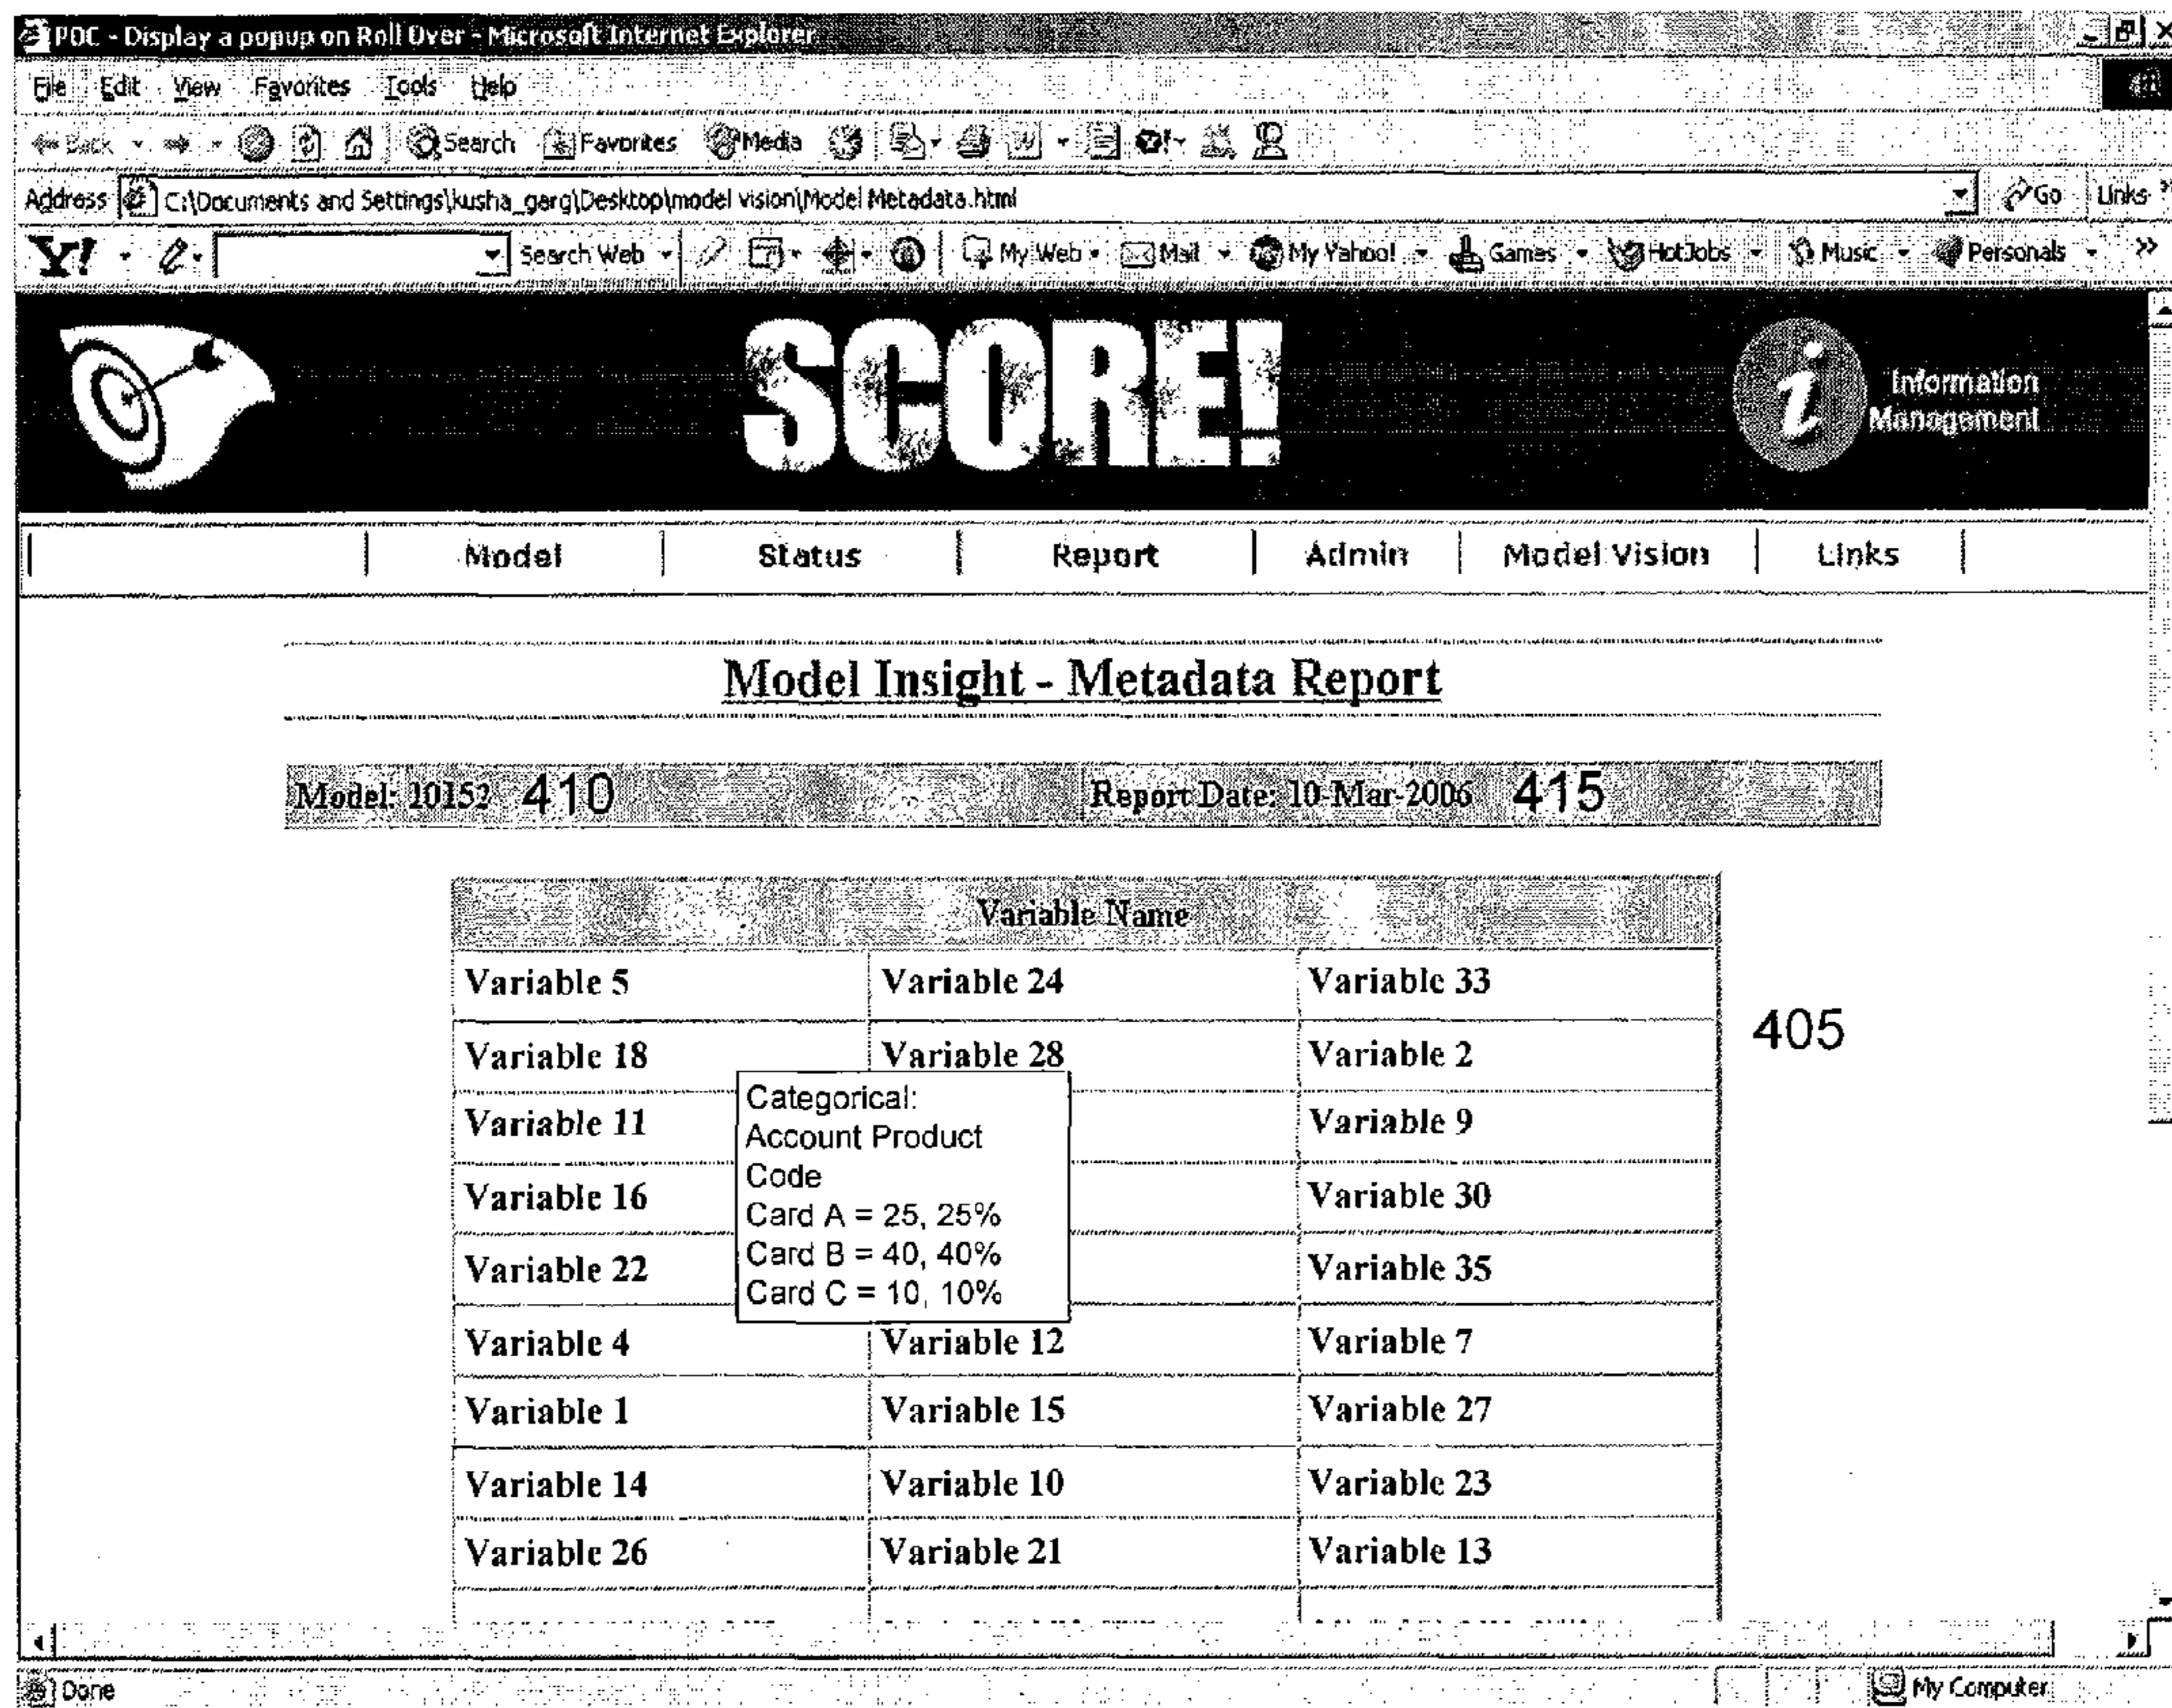 POC - Display a popup on Roll Over - Microsoft Internet Explorer
File Edit View Favorites Tools Help
Back Search Favorites Media
Address C:\Documents and Settings\kusha_garg\Desktop\model vision\Model Metadata.html Go Links »
Y! Search Web My Web Mail My Yahoo! Games HotJobs Music Personals »
SCORE!
i Information
Management
Model Status Report Admin Model Vision Links
Model Insight - Metadata Report
Model: 10152 410 Report Date: 10-Mar-2006 415
Variable Name
Variable 5 Variable 24 Variable 33
405
Variable 18 Variable 28 Variable 2
Categorical:
Variable 11 Account Product Variable 9
Code
Variable 16 Card A = 25, 25% Variable 30
Card B = 40, 40%
Variable 22 Card C = 10, 10% Variable 35
Variable 4 Variable 12 Variable 7
Variable 1 Variable 15 Variable 27
Variable 14 Variable 10 Variable 23
Variable 26 Variable 21 Variable 13
Done My Computer